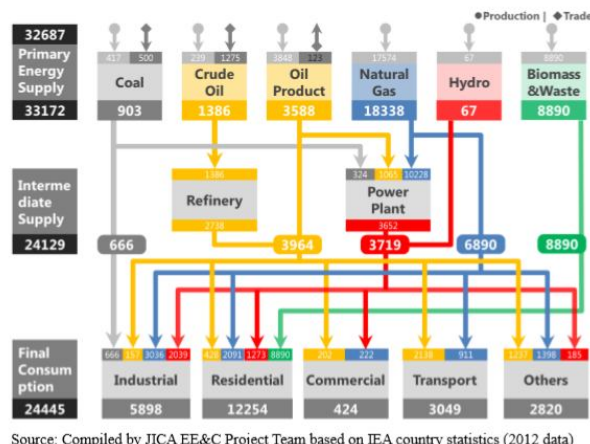 ●Production | ◆Trade
32687
Primary
Energy
Supply
33172
417 500
Coal
903
239 1275
Crude
Oil
1386
3848 123
Oil
Product
3588
17574
Natural
Gas
18338
67
Hydro
67
8890
Biomass
&Waste
8890
Interme
diate
Supply
24129
1386
Refinery
2738
324 1065 10228
Power
Plant
3652
666
3964
3719
6890
8890
Final
Consum
ption
24445
666 157 3036 2039
Industrial
5898
428 2091 1273 8890
Residential
12254
202 222
Commercial
424
2138 911
Transport
3049
1237 1398 185
Others
2820
Source: Compiled by JICA EE&C Project Team based on IEA country statistics (2012 data)